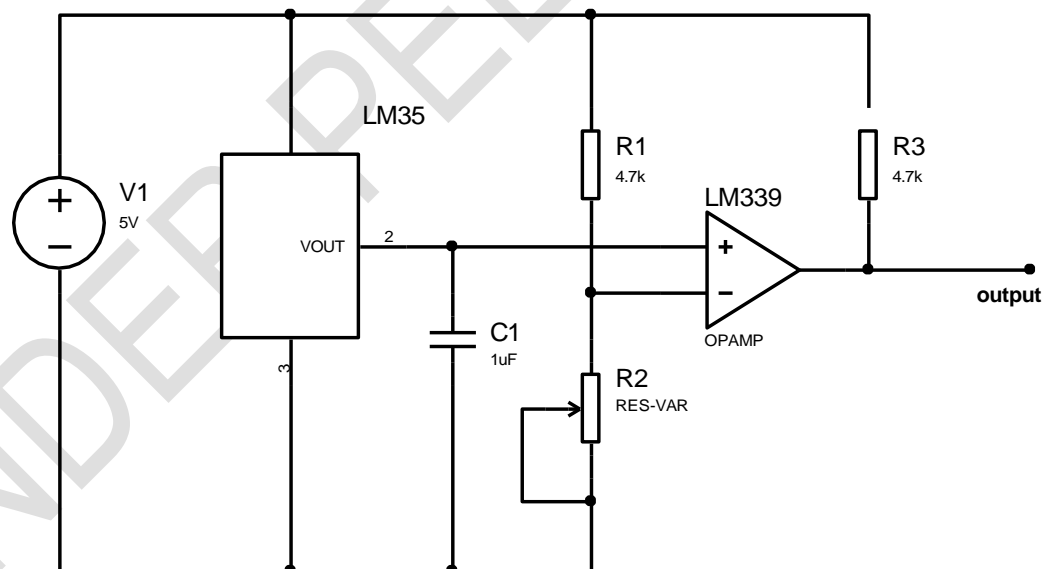 LM35
VOUT
2
3
V1
5V
C1
1uF
R1
4.7k
R2
RES-VAR
LM339
OPAMP
R3
4.7k
output